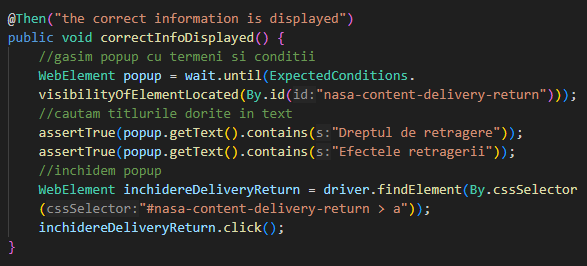 @Then("the correct information is displayed")
public void correctInfoDisplayed() {
//gasim popup cu termeni si conditii
WebElement popup = wait.until(ExpectedConditions.
visibilityOfElementLocated(By.id(id:"nasa-content-delivery-return")));
//cautam titlurile dorite in text
assertTrue(popup.getText().contains(s:"Dreptul de retragere"));
assertTrue(popup.getText().contains(s:"Efectele retragerii"));
//inchidem popup
WebElement inchidereDeliveryReturn = driver.findElement(By.cssSelector
(cssSelector:"#nasa-content-delivery-return > a"));
inchidereDeliveryReturn.click();
}